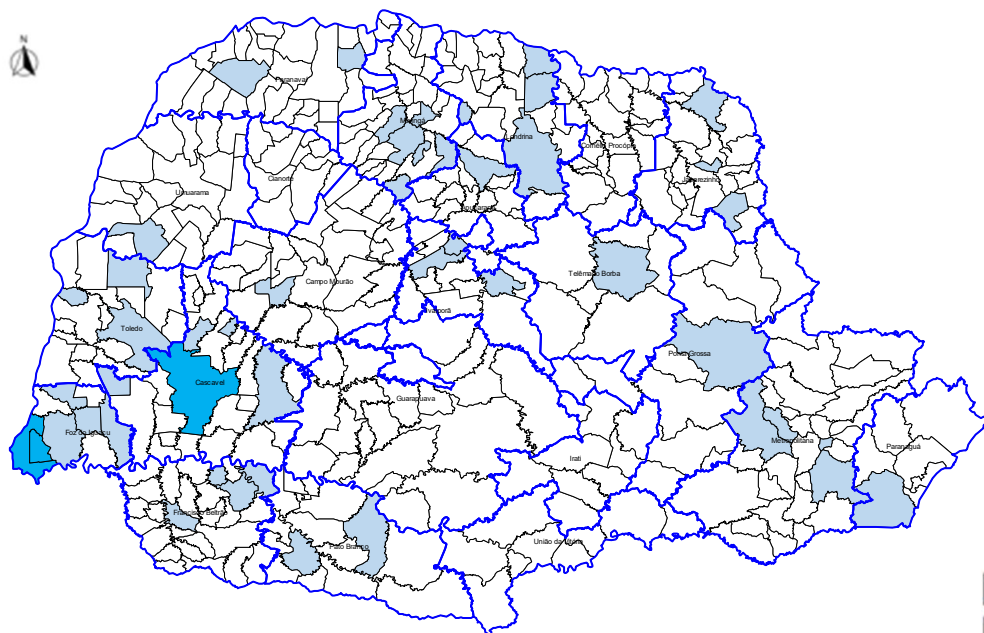 N
Paranavaí
Maringá
Londrina
Cornélio Procópio
Jacarezinho
Umuarama
Cianorte
Apucarana
Campo Mourão
Telêmaco Borba
Ivaiporã
Toledo
Ponta Grossa
Cascavel
Guarapuava
Foz do Iguaçu
Metropolitana
Paranaguá
Irati
Francisco Beltrão
Pato Branco
União da Vitória